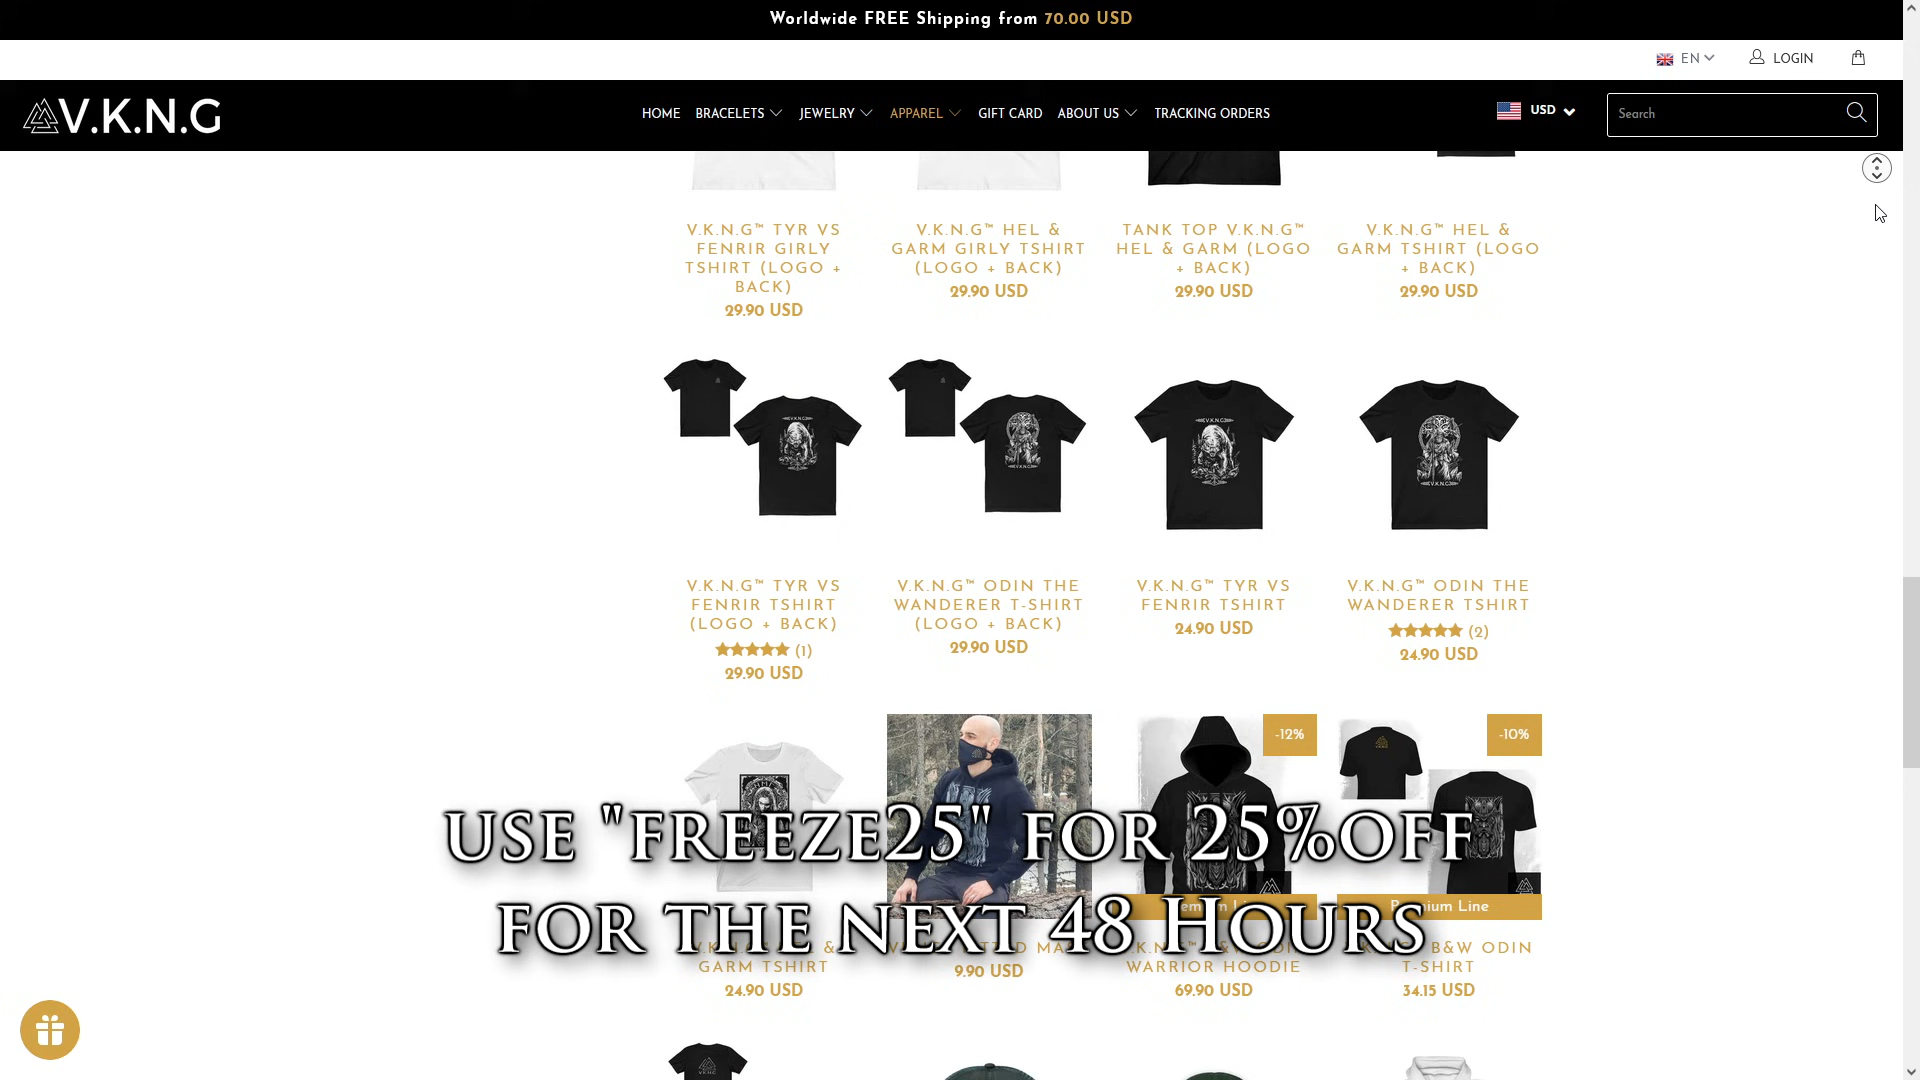 Worldwide FREE Shipping from 70.00 USD
EN
LOGIN
V.K.N.G
HOME
BRACELETS
JEWELRY
APPAREL
GIFT CARD
ABOUT US
TRACKING ORDERS
USD
Search
V.K.N.G™ TYR VS
FENRIR GIRLY
TSHIRT (LOGO +
BACK)
29.90 USD
V.K.N.G™ HEL &
GARM GIRLY TSHIRT
(LOGO + BACK)
29.90 USD
TANK TOP V.K.N.G™
HEL & GARM (LOGO
+ BACK)
29.90 USD
V.K.N.G™ HEL &
GARM TSHIRT (LOGO
+ BACK)
29.90 USD
V.K.N.G™ TYR VS
FENRIR TSHIRT
(LOGO + BACK)
(1)
29.90 USD
V.K.N.G™ ODIN THE
WANDERER T-SHIRT
(LOGO + BACK)
29.90 USD
V.K.N.G™ TYR VS
FENRIR TSHIRT
24.90 USD
V.K.N.G™ ODIN THE
WANDERER TSHIRT
(2)
24.90 USD
-12%
-10%
USE "FREEZE25" FOR 25%OFF
FOR THE NEXT 48 HOURS
Line
GARM TSHIRT
24.90 USD
9.90 USD
WARRIOR HOODIE
69.90 USD
B&W ODIN
T-SHIRT
34.15 USD